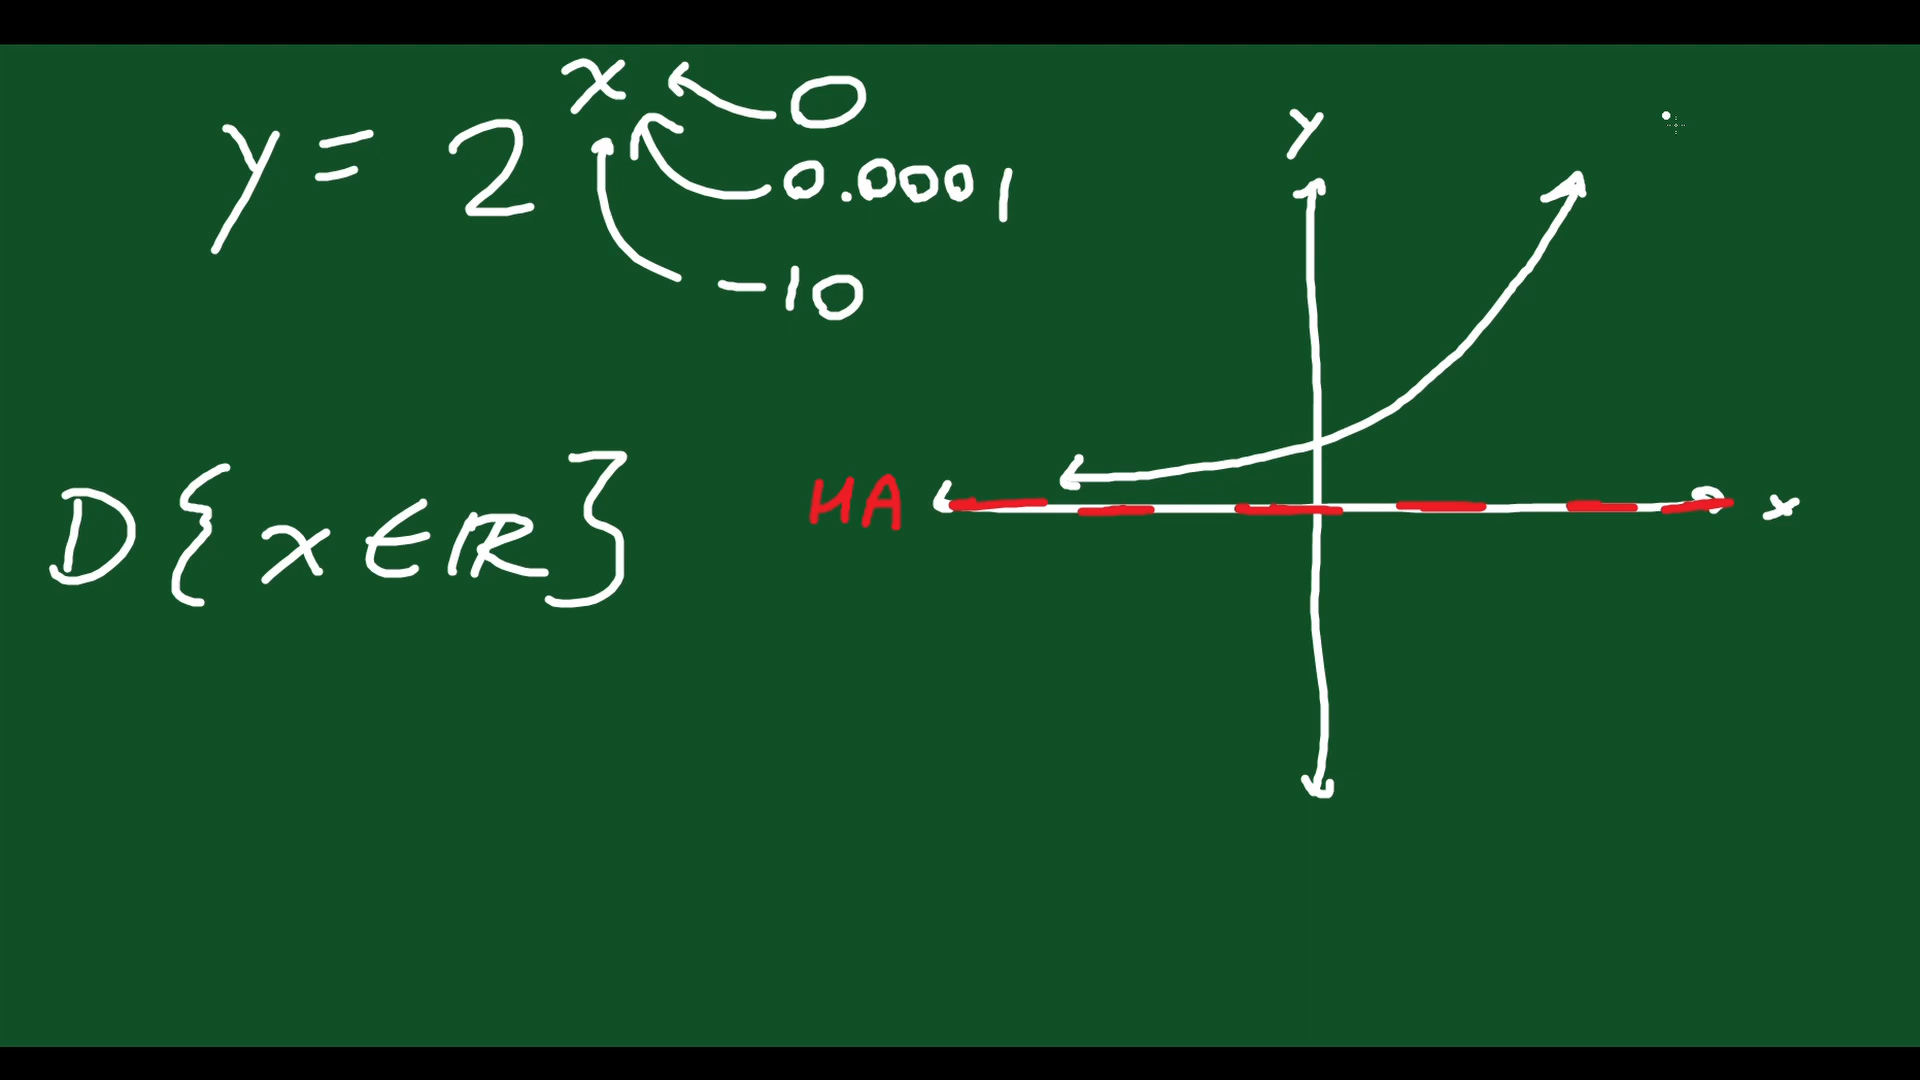 y = 2^x 0
0.0001
-10
D{x∈ℝ}
y
HA
x